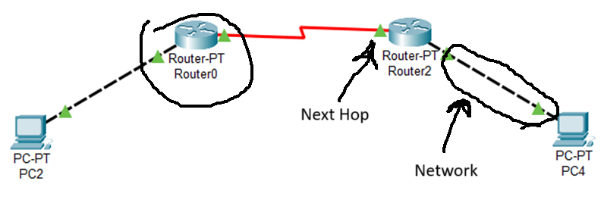 Router-PT
Router0
Router-PT
Router2
Next Hop
PC-PT
PC2
Network
PC-PT
PC4